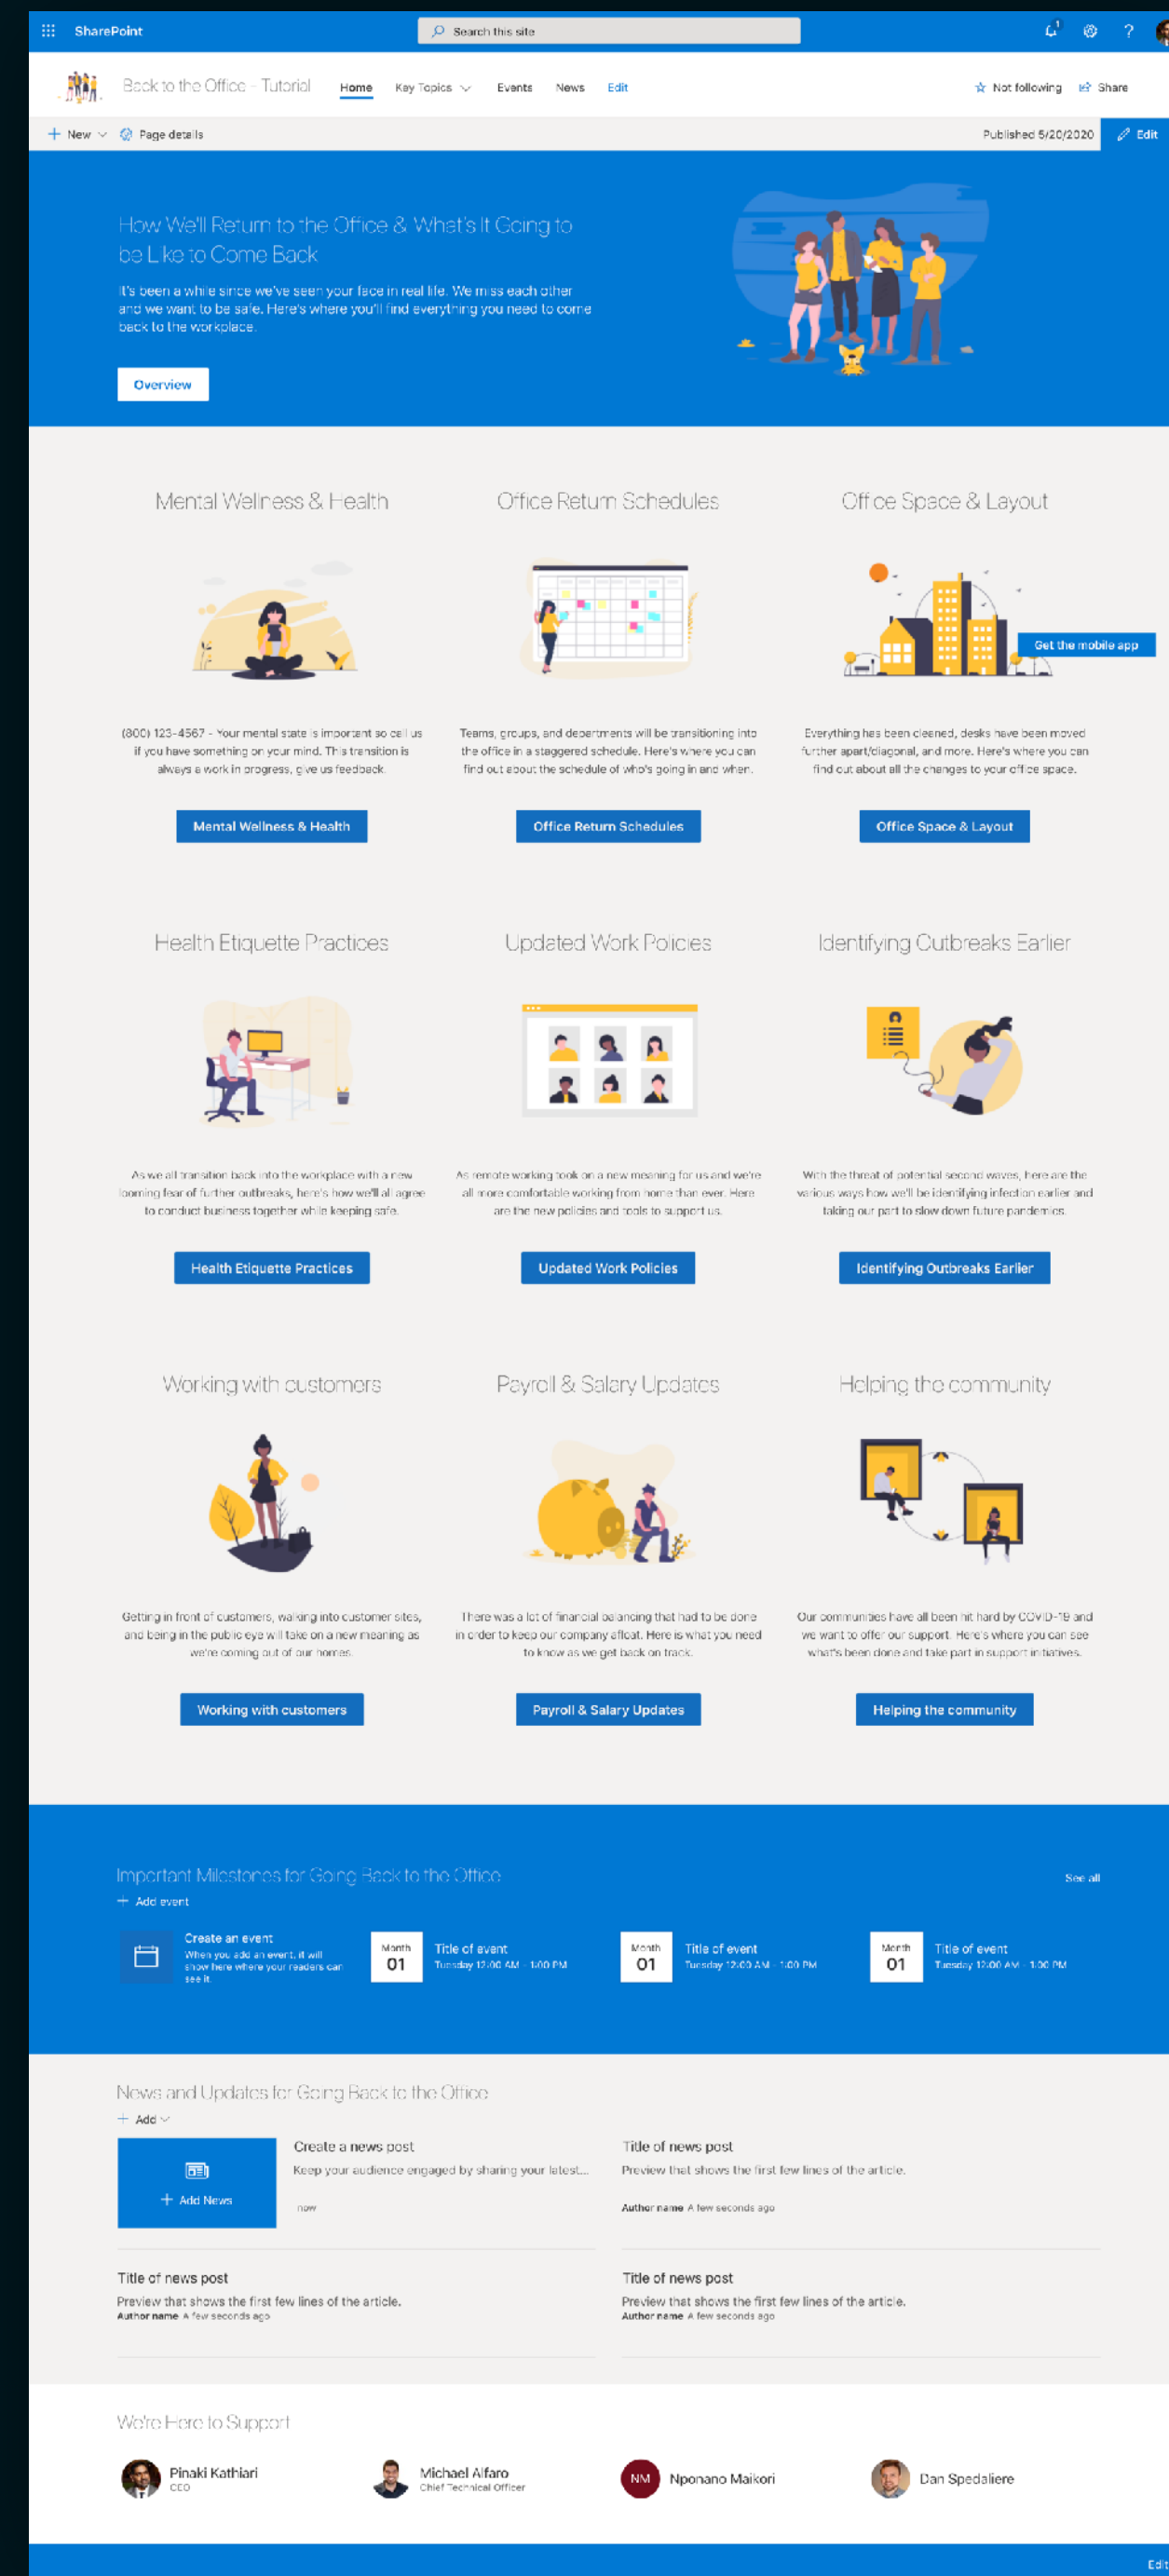 SharePoint
Search this site
1
?
Back to the Office - Tutorial
Home
Key Topics
Events
News
Edit
Not following
Share
New
Page details
Published 5/20/2020
Edit
How We'll Return to the Office & What's It Going to
be Like to Come Back
It's been a while since we've seen your face in real life. We miss each other
and we want to be safe. Here's where you'll find everything you need to come
back to the workplace.
Overview
Mental Wellness & Health
(800) 123-4567 - Your mental state is important so call us
if you have something on your mind. This transition is
always a work in progress, give us feedback.
Mental Wellness & Health
Office Return Schedules
Teams, groups, and departments will be transitioning into
the office in a staggered schedule. Here's where you can
find out about the schedule of who's going in and when.
Office Return Schedules
Office Space & Layout
Get the mobile app
Everything has been cleaned, desks have been moved
further apart/diagonal, and more. Here's where you can
find out about all the changes to your office space.
Office Space & Layout
Health Etiquette Practices
As we all transition back into the workplace with a new
looming fear of further outbreaks, here's how we'll all agree
to conduct business together while keeping safe.
Health Etiquette Practices
Updated Work Policies
As remote working took on a new meaning for us and we're
all more comfortable working from home than ever. Here
are the new policies and tools to support us.
Updated Work Policies
Identifying Outbreaks Earlier
With the threat of potential second waves, here are the
various ways how we'll be identifying infection earlier and
taking our part to slow down future pandemics.
Identifying Outbreaks Earlier
Working with customers
Getting in front of customers, walking into customer sites,
and being in the public eye will take on a new meaning as
we're coming out of our homes.
Working with customers
Payroll & Salary Updates
There was a lot of financial balancing that had to be done
in order to keep our company afloat. Here is what you need
to know as we get back on track.
Payroll & Salary Updates
Helping the community
Our communities have all been hit hard by COVID-19 and
we want to offer our support. Here's where you can see
what's been done and take part in support initiatives.
Helping the community
Important Milestones for Going Back to the Office
See all
Add event
Create an event
When you add an event, it will
show here where your readers can
see it.
Month
01
Title of event
Tuesday 12:00 AM - 1:00 PM
Month
01
Title of event
Tuesday 12:00 AM - 1:00 PM
Month
01
Title of event
Tuesday 12:00 AM - 1:00 PM
News and Updates for Going Back to the Office
Add
Add News
Create a news post
Keep your audience engaged by sharing your latest...
now
Title of news post
Preview that shows the first few lines of the article.
Author name A few seconds ago
Title of news post
Preview that shows the first few lines of the article.
Author name A few seconds ago
Title of news post
Preview that shows the first few lines of the article.
Author name A few seconds ago
We're Here to Support
Pinaki Kathiari
CEO
Michael Alfaro
Chief Technical Officer
NM
Nponano Maikori
Dan Spedaliere
Edit